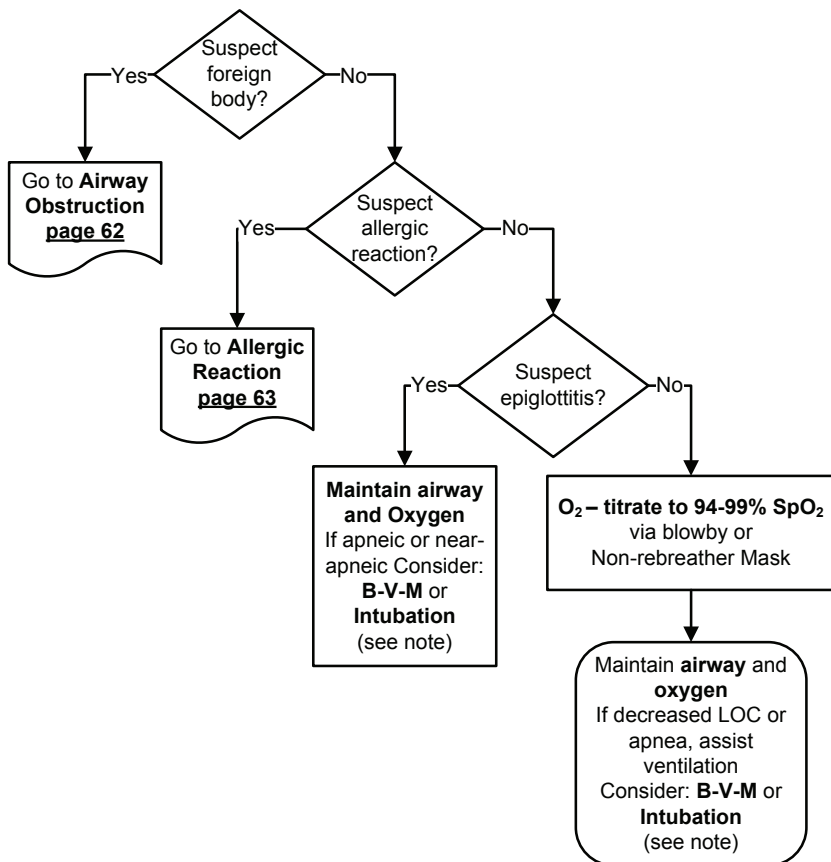 Suspect
foreign
body?
Yes
No
Go to Airway
Obstruction
page 62
Suspect
allergic
reaction?
Yes
No
Go to Allergic
Reaction
page 63
Suspect
epiglottitis?
Yes
No
Maintain airway
and Oxygen
If apneic or near-
apneic Consider:
B-V-M or
Intubation
(see note)
O₂ – titrate to 94-99% SpO₂
via blowby or
Non-rebreather Mask
Maintain airway and
oxygen
If decreased LOC or
apnea, assist
ventilation
Consider: B-V-M or
Intubation
(see note)